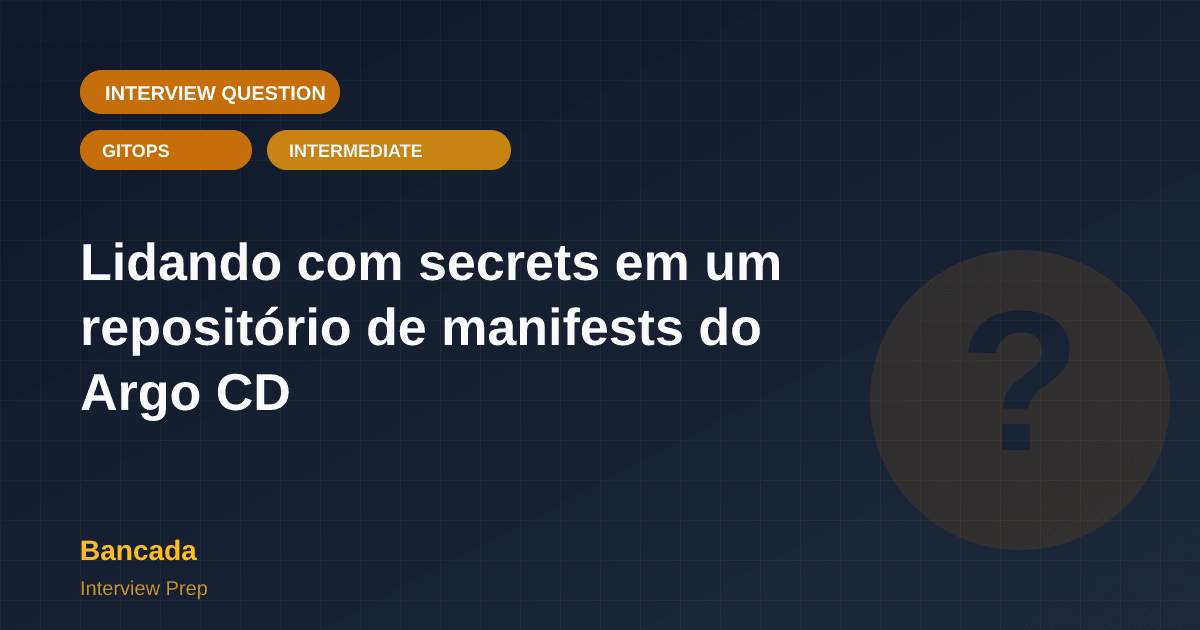 INTERVIEW QUESTION
GITOPS
INTERMEDIATE
Lidando com secrets em um
repositório de manifests do
Argo CD
?
Bancada
Interview Prep